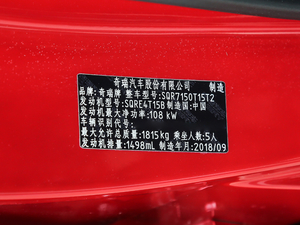 奇瑞汽车股份有限公司 制造
品牌:奇瑞牌 整车型号:SQR7150T15T2
发动机型号:SQRE4T15B 制造国:中国
发动机最大净功率:108 kW
车辆识别代号:
最大允许总质量:1815kg 乘坐人数:5人
发动机排量:1498mL 制造年月:2018/09